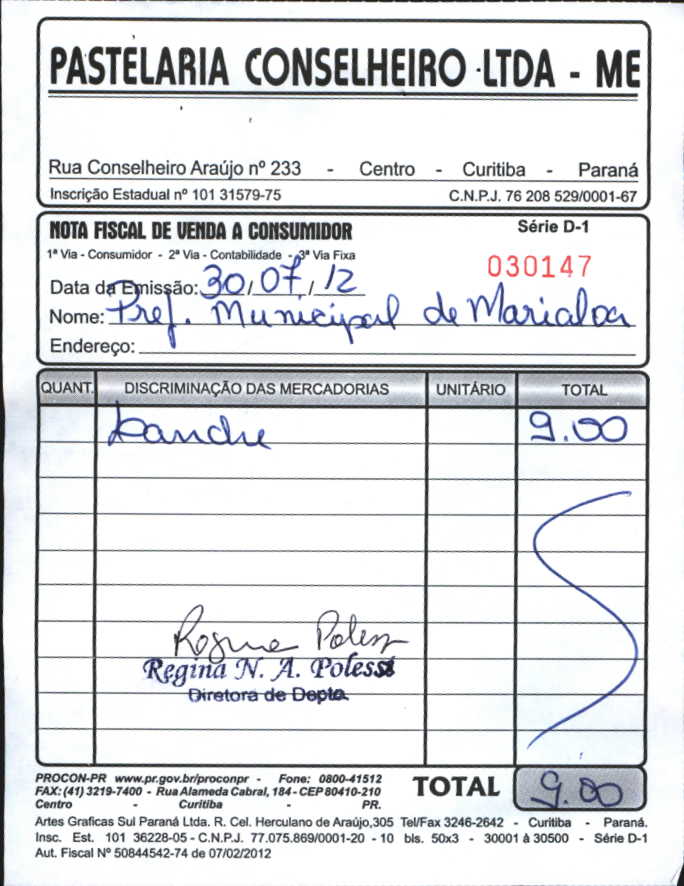 PASTELARIA CONSELHEIRO LTDA - ME
Rua Conselheiro Araújo nº 233 - Centro - Curitiba - Paraná
Inscrição Estadual nº 101 31579-75 C.N.P.J. 76 208 529/0001-67
NOTA FISCAL DE VENDA A CONSUMIDOR Série D-1
1ª Via - Consumidor - 2ª Via - Contabilidade - 3ª Via Fixa
030147
Data da Emissão: 30/07/12
Nome: Pref. Municipal de Marialva
Endereço:
QUANT. DISCRIMINAÇÃO DAS MERCADORIAS UNITÁRIO TOTAL
Lanche 9.00
Regina N. A. Polessi
Diretora de Depto.
PROCON-PR www.pr.gov.br/proconpr - Fone: 0800-41512
FAX: (41) 3219-7400 - Rua Alameda Cabral, 184 - CEP 80410-210
Centro - Curitiba - PR.
TOTAL 9.00
Artes Graficas Sul Paraná Ltda. R. Cel. Herculano de Araújo,305 Tel/Fax 3246-2642 - Curitiba - Paraná.
Insc. Est. 101 36228-05 - C.N.P.J. 77.075.869/0001-20 - 10 bls. 50x3 - 30001 à 30500 - Série D-1
Aut. Fiscal Nº 50844542-74 de 07/02/2012